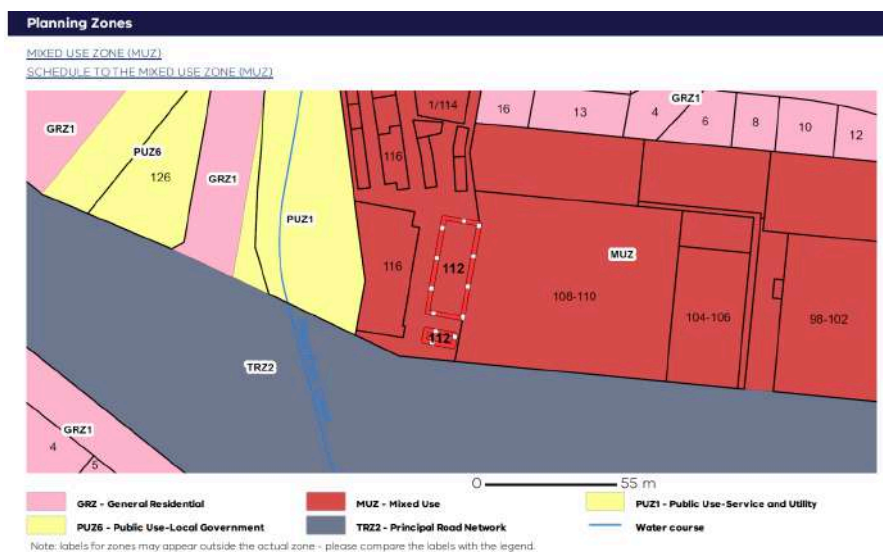 Planning Zones
MIXED USE ZONE (MUZ)
SCHEDULE TO THE MIXED USE ZONE (MUZ)
GRZ1
PUZ6
126
GRZ1
PUZ1
116
1/114
16
13
4
GRZ1
6
8
10
12
116
112
112
MUZ
108-110
104-106
98-102
TRZ2
GRZ1
4
5
0 55 m
GRZ - General Residential
MUZ - Mixed Use
PUZ1 - Public Use-Service and Utility
PUZ6 - Public Use-Local Government
TRZ2 - Principal Road Network
Water course
Note: labels for zones may appear outside the actual zone - please compare the labels with the legend.